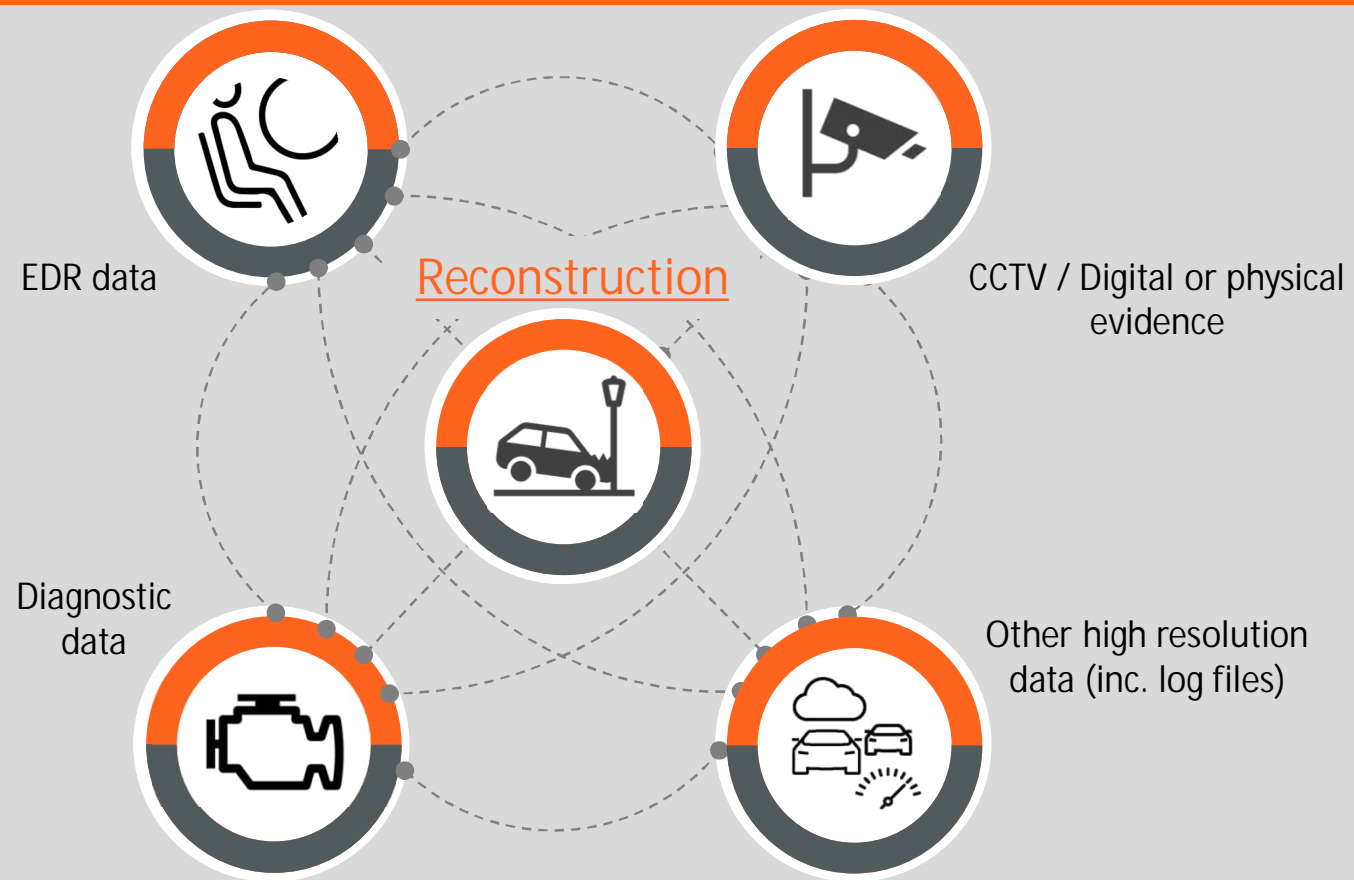 EDR data
Reconstruction
CCTV / Digital or physical
evidence
Diagnostic
data
Other high resolution
data (inc. log files)